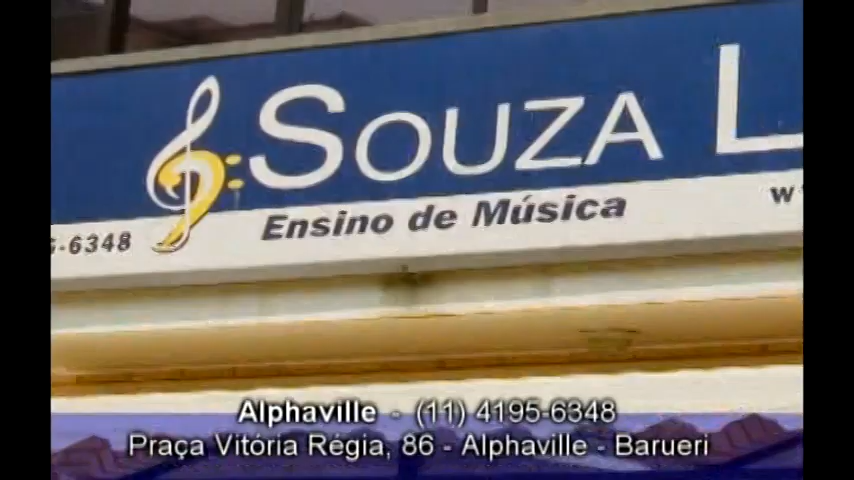 SOUZA L
Ensino de Música
-6348
Alphaville - (11) 4195-6348
Praça Vitória Régia, 86 - Alphaville - Barueri